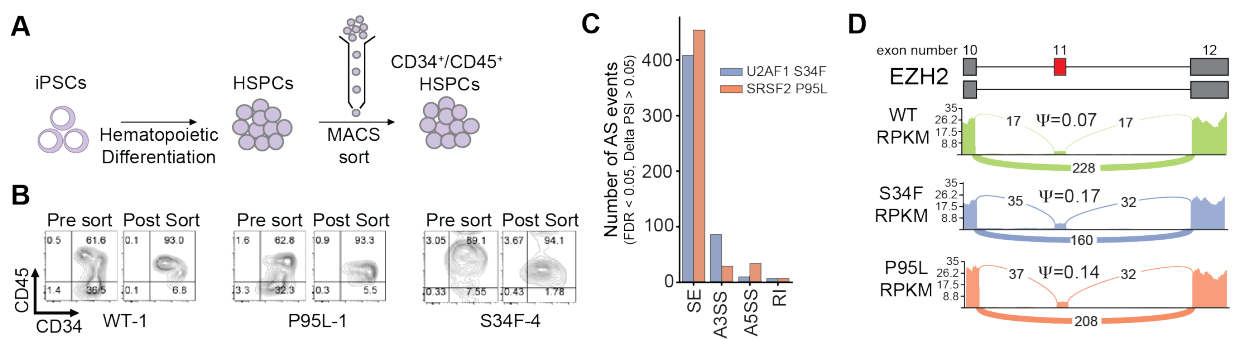 A
iPSCs
Hematopoietic
Differentiation
HSPCs
MACS
sort
CD34+/CD45+
HSPCs
B
Pre sort
Post Sort
0.5
61.6
1.4
36.5
0.1
93.0
0.1
6.8
CD45
CD34
WT-1
Pre sort
Post Sort
1.6
62.8
3.3
32.3
0.9
93.3
0.3
5.5
P95L-1
Pre sort
Post Sort
3.05
89.1
0.33
7.55
3.67
94.1
0.43
1.78
S34F-4
C
Number of AS events
(FDR < 0.05, Delta PSI > 0.05)
400
300
200
100
0
U2AF1 S34F
SRSF2 P95L
SE
A3SS
A5SS
RI
D
exon number 10 11 12
EZH2
WT
RPKM
35
26.2
17.5
8.8
17
Ψ=0.07
17
228
S34F
RPKM
35
26.2
17.5
8.8
35
Ψ=0.17
32
160
P95L
RPKM
35
26.2
17.5
8.8
37
Ψ=0.14
32
208